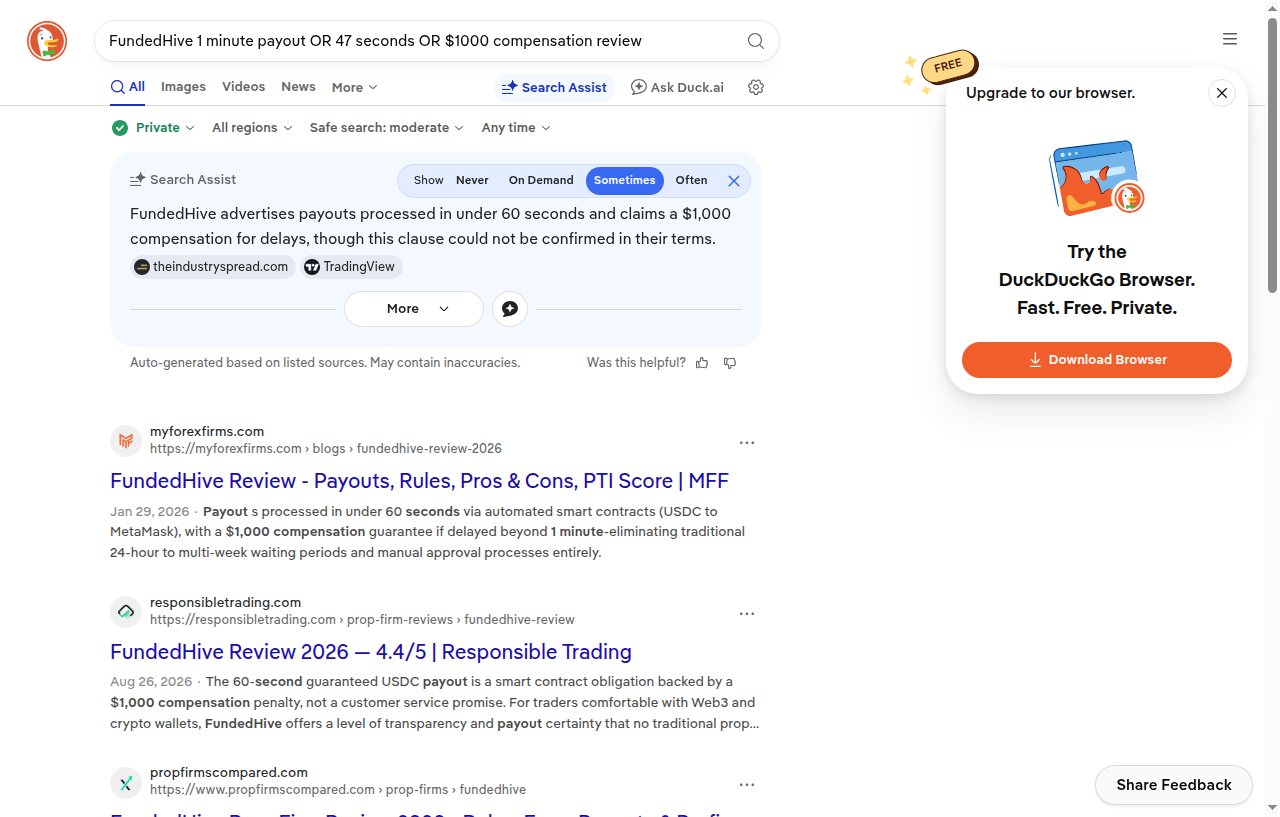 FundedHive 1 minute payout OR 47 seconds OR $1000 compensation review
All
Images
Videos
News
More
Search Assist
Ask Duck.ai
FREE
Upgrade to our browser.
Private
All regions
Safe search: moderate
Any time
Search Assist
Show
Never
On Demand
Sometimes
Often
FundedHive advertises payouts processed in under 60 seconds and claims a $1,000
compensation for delays, though this clause could not be confirmed in their terms.
theindustryspread.com
TradingView
More
Auto-generated based on listed sources. May contain inaccuracies.
Was this helpful?
Try the
DuckDuckGo Browser.
Fast. Free. Private.
Download Browser
myforexfirms.com
https://myforexfirms.com › blogs › fundedhive-review-2026
FundedHive Review - Payouts, Rules, Pros & Cons, PTI Score | MFF
Jan 29, 2026 · Payout s processed in under 60 seconds via automated smart contracts (USDC to
MetaMask), with a $1,000 compensation guarantee if delayed beyond 1 minute-eliminating traditional
24-hour to multi-week waiting periods and manual approval processes entirely.
responsibletrading.com
https://responsibletrading.com › prop-firm-reviews › fundedhive-review
FundedHive Review 2026 — 4.4/5 | Responsible Trading
Aug 26, 2026 · The 60-second guaranteed USDC payout is a smart contract obligation backed by a
$1,000 compensation penalty, not a customer service promise. For traders comfortable with Web3 and
crypto wallets, FundedHive offers a level of transparency and payout certainty that no traditional prop...
propfirmscompared.com
https://www.propfirmscompared.com › prop-firms › fundedhive
Share Feedback